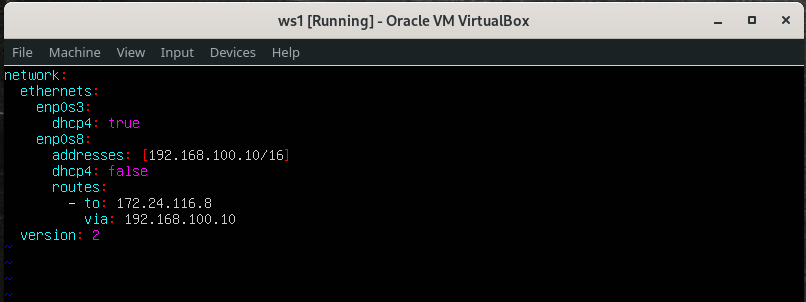 ws1 [Running] - Oracle VM VirtualBox
File Machine View Input Devices Help
network:
  ethernets:
    enp0s3:
      dhcp4: true
    enp0s8:
      addresses: [192.168.100.10/16]
      dhcp4: false
      routes:
        - to: 172.24.116.8
          via: 192.168.100.10
  version: 2
~
~
~
~